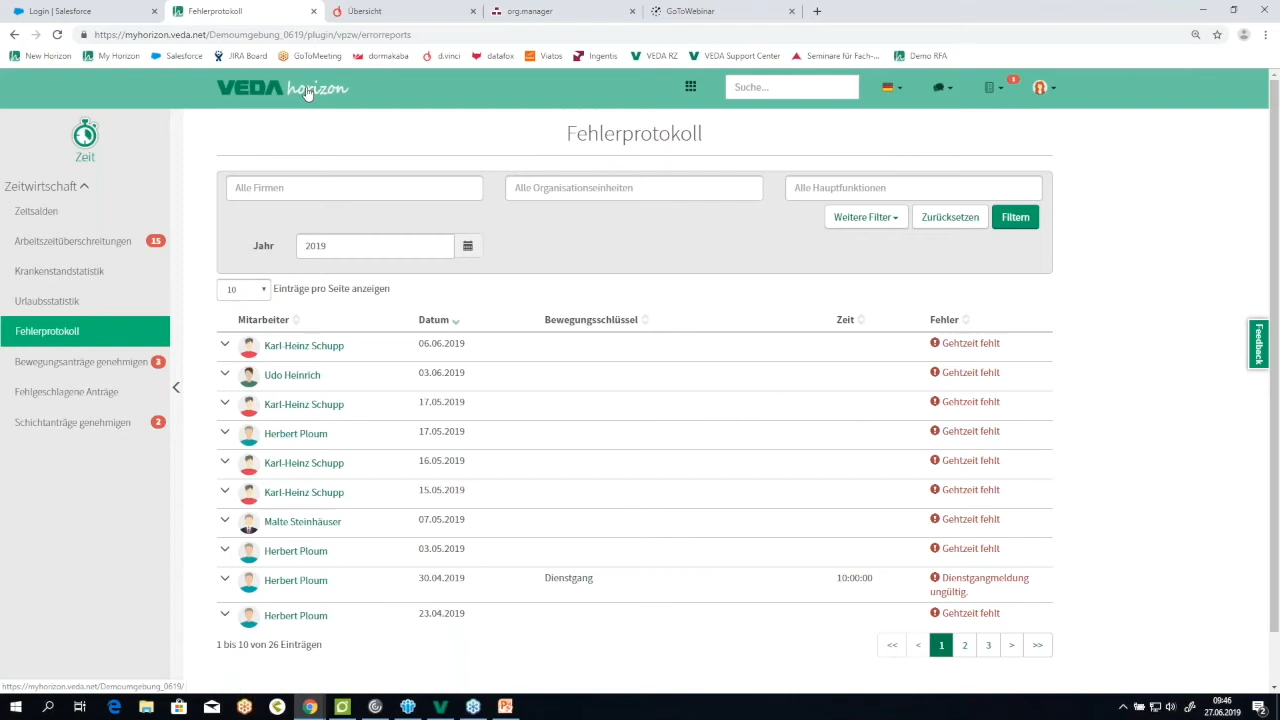 Login | Salesforce
Fehlerprotokoll
Übersicht
org.manager
GoToWebinar
https://myhorizon.veda.net/Demoumgebung_0619/plugin/vpzw/errorreports
New Horizon
My Horizon
Salesforce
JIRA Board
GoToMeeting
dormakaba
d.vinci
datafox
Viatos
Ingentis
VEDA RZ
VEDA Support Center
Seminare für Fach-...
Demo RFA
VEDA horizon
Suche...
Zeit
Zeitwirtschaft
Zeitsalden
Arbeitszeitüberschreitungen 15
Krankenstandstatistik
Urlaubsstatistik
Fehlerprotokoll
Bewegungsanträge genehmigen 3
Fehlgeschlagene Anträge
Schichtanträge genehmigen 2
Fehlerprotokoll
Alle Firmen
Alle Organisationseinheiten
Alle Hauptfunktionen
Weitere Filter
Zurücksetzen
Filtern
Jahr
2019
10 Einträge pro Seite anzeigen
Mitarbeiter Datum Bewegungsschlüssel Zeit Fehler
Karl-Heinz Schupp 06.06.2019 Gehtzeit fehlt
Udo Heinrich 03.06.2019 Gehtzeit fehlt
Karl-Heinz Schupp 17.05.2019 Gehtzeit fehlt
Herbert Ploum 17.05.2019 Gehtzeit fehlt
Karl-Heinz Schupp 16.05.2019 Gehtzeit fehlt
Karl-Heinz Schupp 15.05.2019 Gehtzeit fehlt
Malte Steinhäuser 07.05.2019 Gehtzeit fehlt
Herbert Ploum 03.05.2019 Gehtzeit fehlt
Herbert Ploum 30.04.2019 Dienstgang 10:00:00 Dienstgangmeldung
ungültig.
Herbert Ploum 23.04.2019 Gehtzeit fehlt
1 bis 10 von 26 Einträgen
<< < 1 2 3 > >>
Feedback
https://myhorizon.veda.net/Demoumgebung_0619/
09:46
27.06.2019